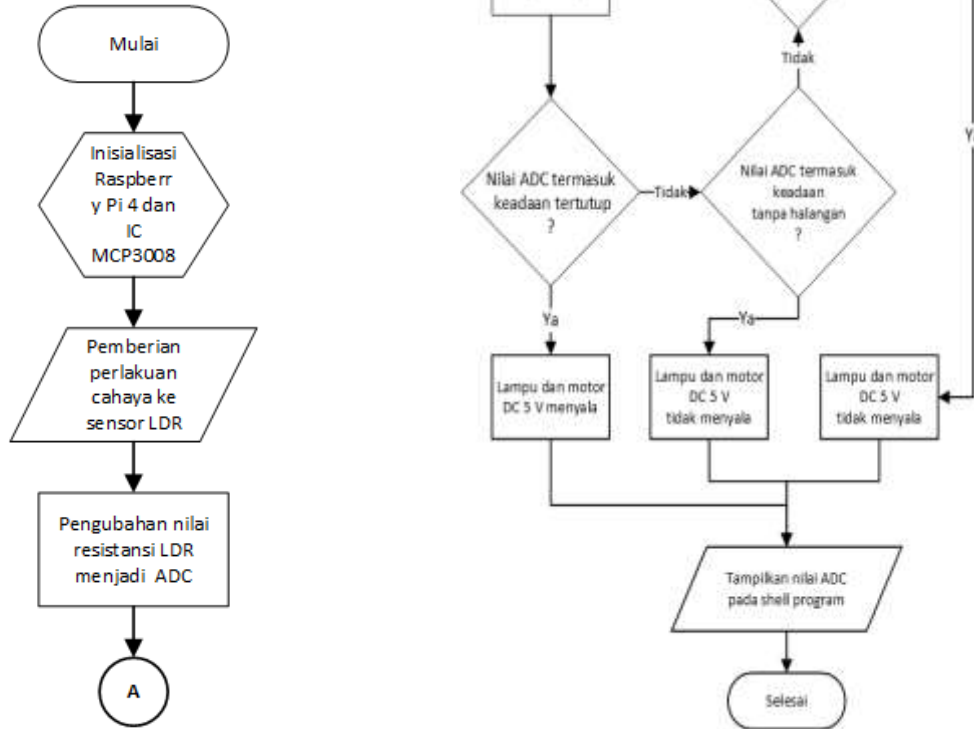 Mulai
Inisialisasi
Raspberr
y Pi 4 dan
IC
MCP3008
Pemberian
perlakuan
cahaya ke
sensor LDR
Pengubahan nilai
resistansi LDR
menjadi ADC
A
Tidak
Nilai ADC termasuk
keadaan tertutup
?
Tidak
Nilai ADC termasuk
keadaan
tanpa halangan
?
Ya
Ya
Lampu dan motor
DC 5 V menyala
Lampu dan motor
DC 5 V
tidak menyala
Lampu dan motor
DC 5 V
tidak menyala
Tampilkan nilai ADC
pada shell program
Selesai